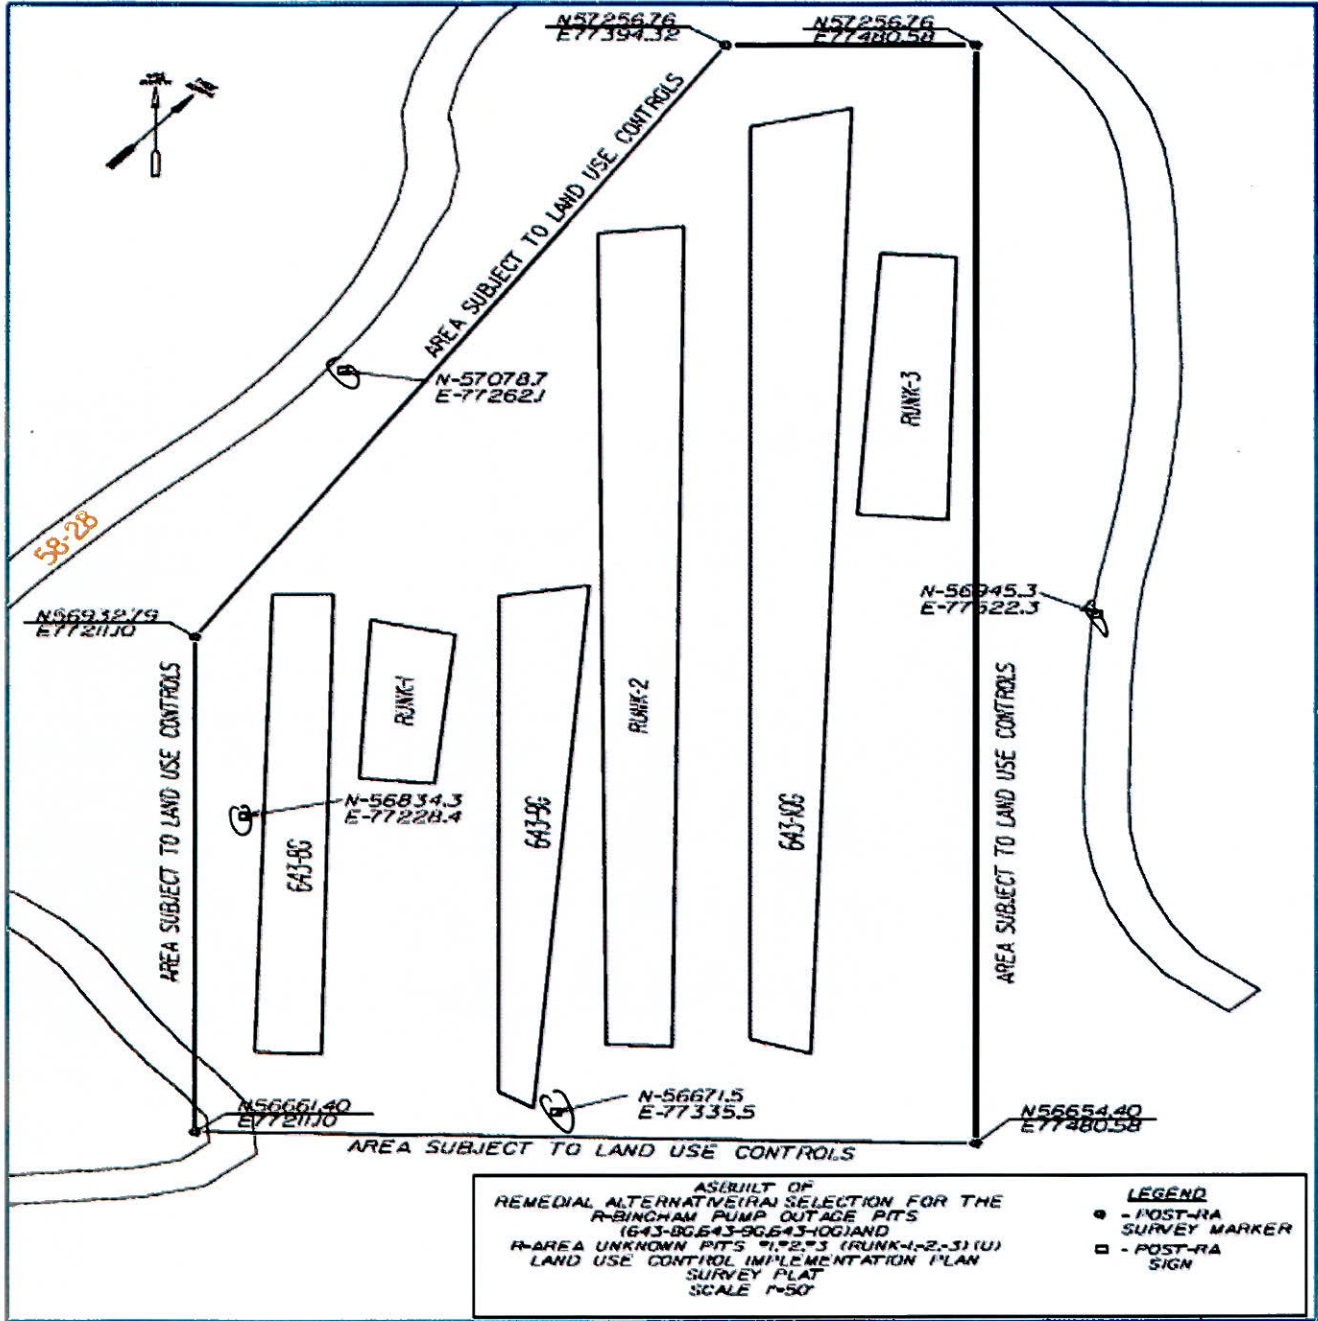 N57256.76
E77394.32
N57256.76
E77480.58
AREA SUBJECT TO LAND USE CONTROLS
N-57078.7
E-77262.1
RUNK-3
58-28
N-56945.3
E-77522.3
N56932.79
E77211.10
AREA SUBJECT TO LAND USE CONTROLS
RUNK-1
RUNK-2
AREA SUBJECT TO LAND USE CONTROLS
N-56834.3
E-77228.4
643-8G
643-9G
643-10G
N56661.40
E77211.10
N-56671.5
E-77335.5
N56654.40
E77480.58
AREA SUBJECT TO LAND USE CONTROLS
ASBUILT OF
REMEDIAL ALTERNATIVE(RA) SELECTION FOR THE
R-BINGHAM PUMP OUTAGE PITS
(643-8G,643-9G,643-10G)AND
R-AREA UNKNOWN PITS #1,#2,#3 (RUNK-1,-2,-3) (U)
LAND USE CONTROL IMPLEMENTATION PLAN
SURVEY PLAT
SCALE 1"=50'
LEGEND
- POST-RA
SURVEY MARKER
- POST-RA
SIGN